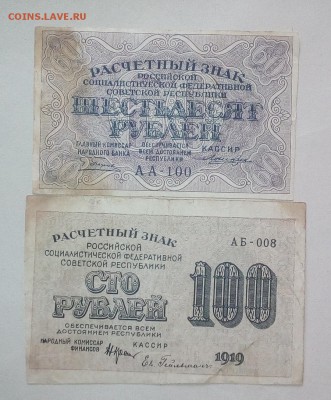 COINS.LAVE.RU
60
60
РАСЧЕТНЫЙ ЗНАК
РОССИЙСКОЙ
СОЦИАЛИСТИЧЕСКОЙ ФЕДЕРАТИВНОЙ
СОВЕТСКОЙ РЕСПУБЛИКИ
ШЕСТЬДЕСЯТ
РУБЛЕЙ
ГЛАВНЫЙ КОМИССАР
НАРОДНОГО БАНКА
ОБЕСПЕЧИВАЕТСЯ
ВСЕМ ДОСТОЯНИЕМ
РЕСПУБЛИКИ
КАССИР
АА-100
РАСЧЕТНЫЙ ЗНАК
РОССИЙСКОЙ
СОЦИАЛИСТИЧЕСКОЙ ФЕДЕРАТИВНОЙ
СОВЕТСКОЙ РЕСПУБЛИКИ
АБ-008
СТО
РУБЛЕЙ
100
ОБЕСПЕЧИВАЕТСЯ ВСЕМ
ДОСТОЯНИЕМ РЕСПУБЛИКИ
НАРОДНЫЙ КОМИССАР
ФИНАНСОВ
КАССИР
1919